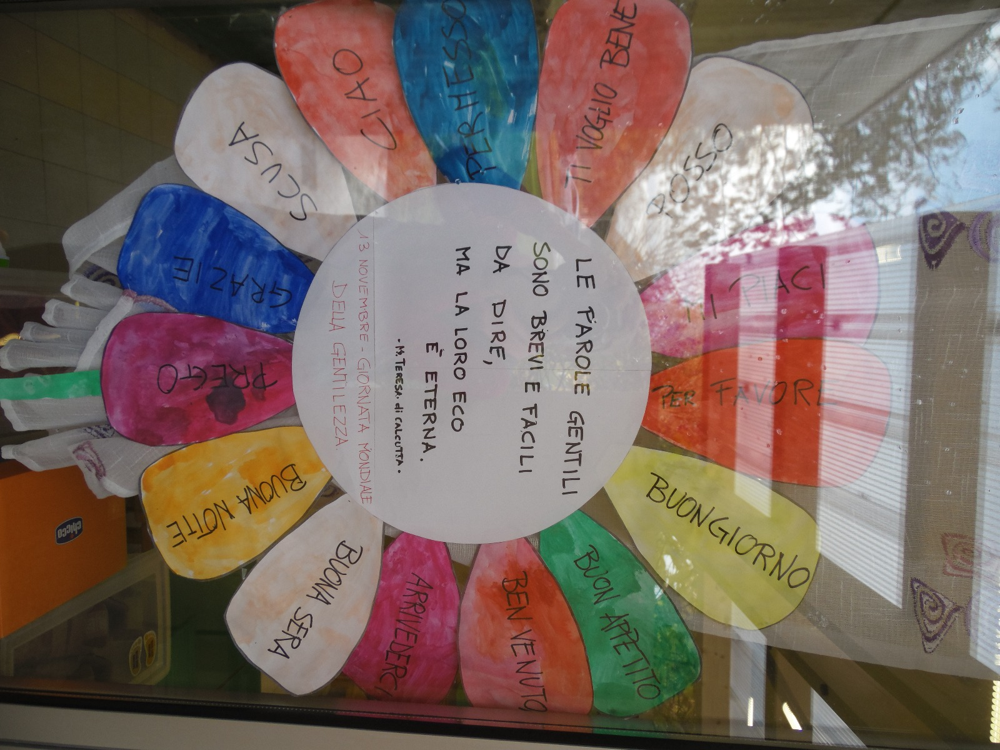 LE PAROLE GENTILI
SONO BREVI E FACILI
DA DIRE,
MA LA LORO ECO
È ETERNA.
- M. TERESA. di CALCUTTA.
13 NOVEMBRE - GIORNATA MONDIALE
DELA GENTILEZZA.
PER FAVORE
BUONGIORNO
BUON APPETITO
BEN VENUTO
ARRIVEDERCI
BUONA SERA
BUONA NOTTE
PREGO
GRAZIE
SCUSA
CIAO
PERMESSO
TI VOGLIO BENE
POSSO
MI PIACI
chicco